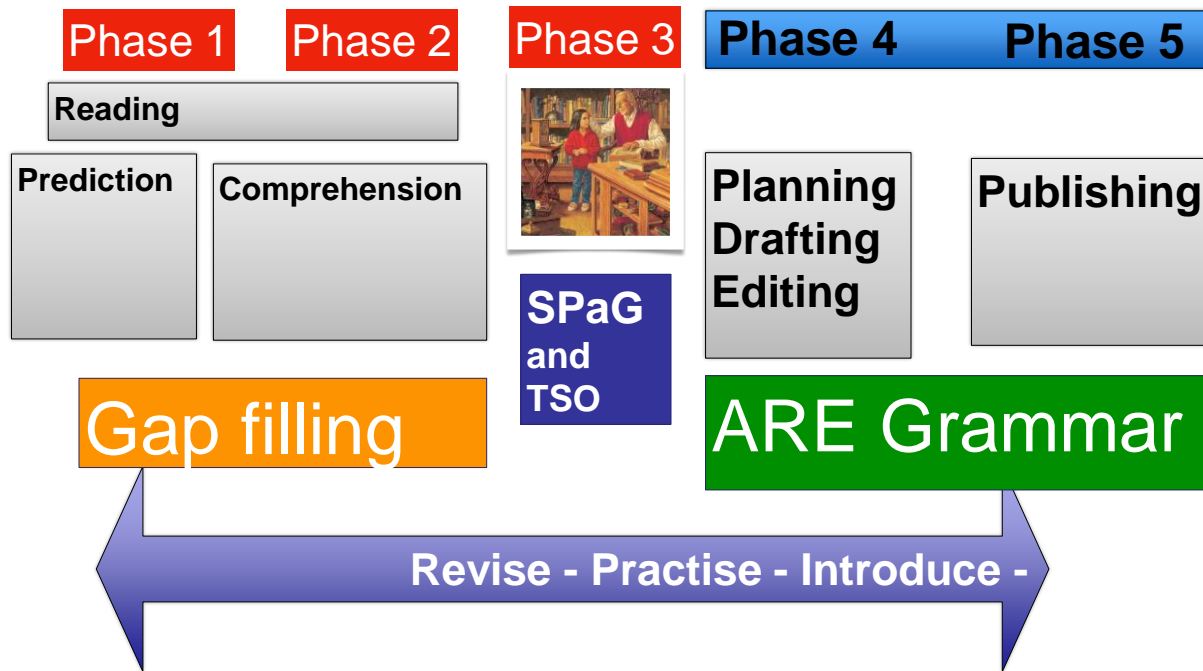 Phase 1
Phase 2
Phase 3
Phase 4
Phase 5
Reading
Prediction
Comprehension
Planning
Drafting
Editing
Publishing
SPaG
and
TSO
Gap filling
ARE Grammar
Revise - Practise - Introduce -